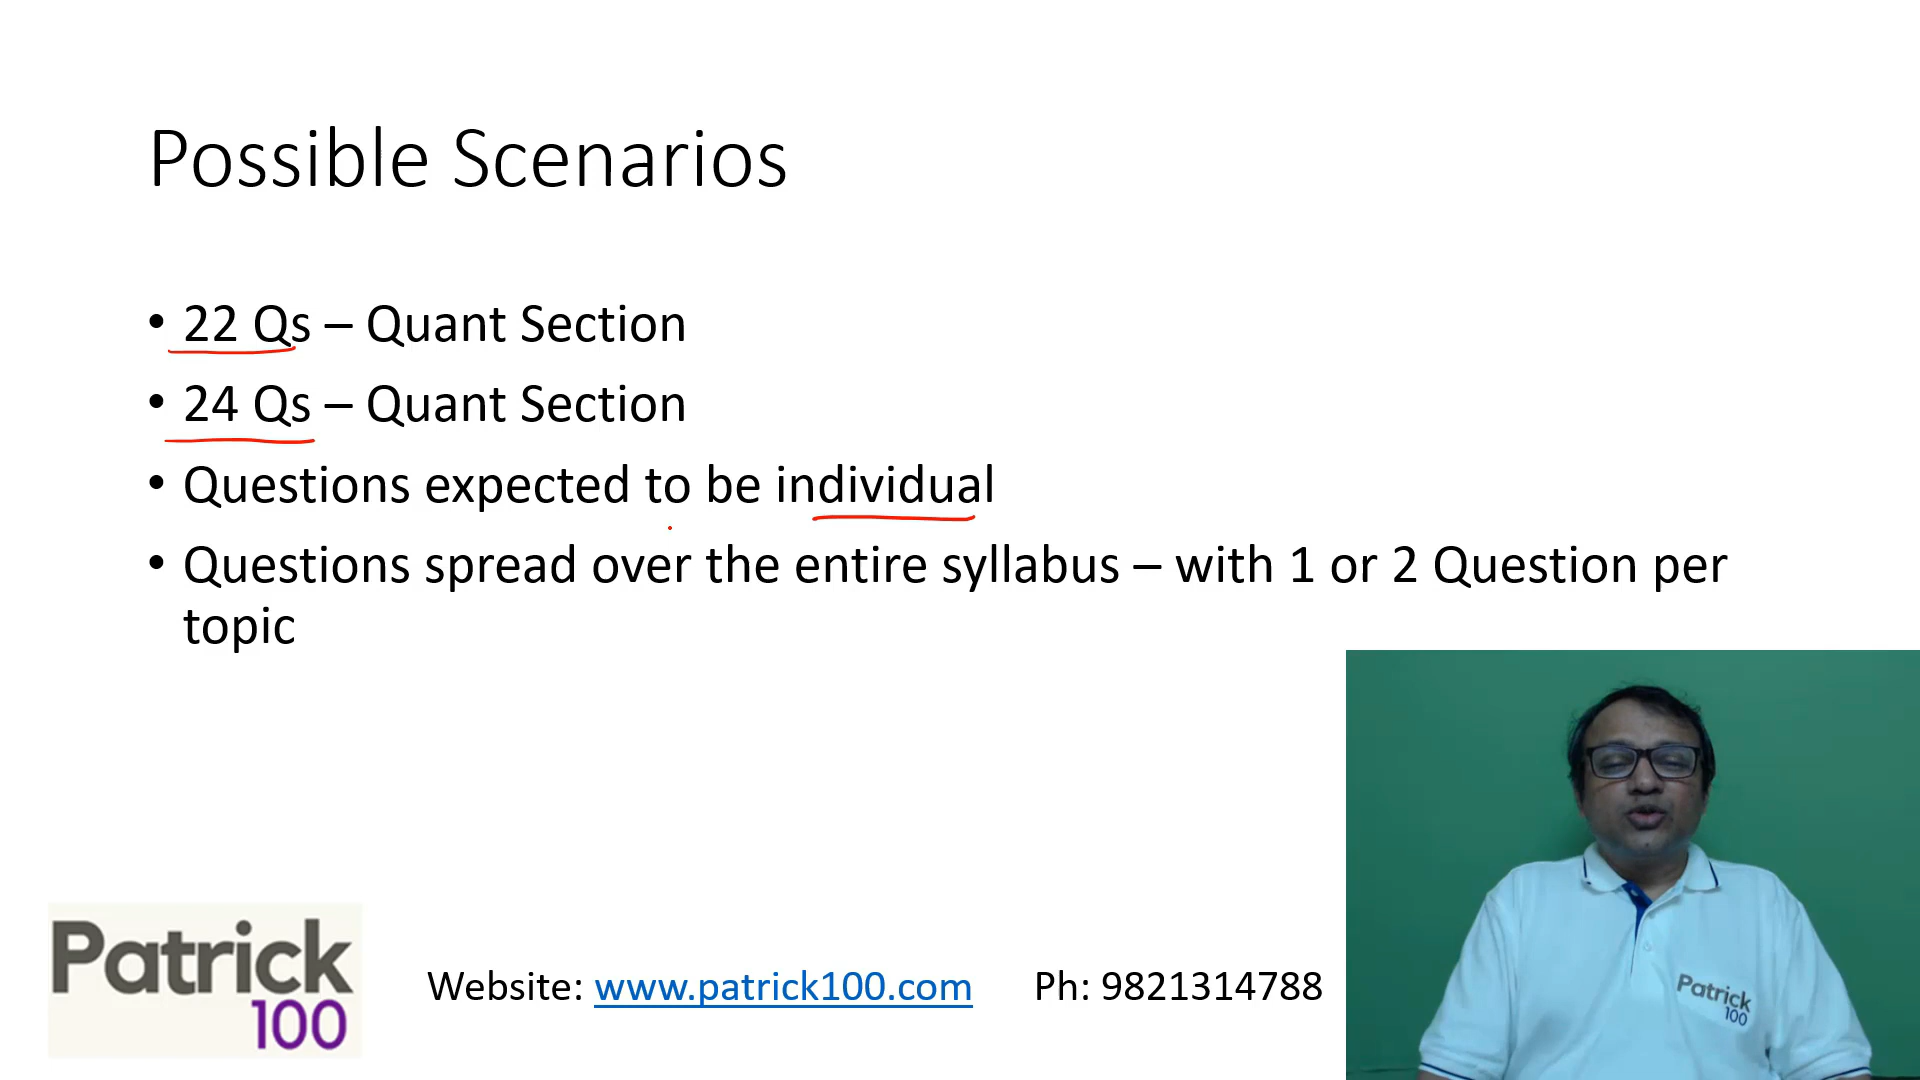 Possible Scenarios
• 22 Qs – Quant Section
• 24 Qs – Quant Section
• Questions expected to be individual
• Questions spread over the entire syllabus – with 1 or 2 Question per
topic
Patrick
100
Website: www.patrick100.com Ph: 9821314788
Patrick
100